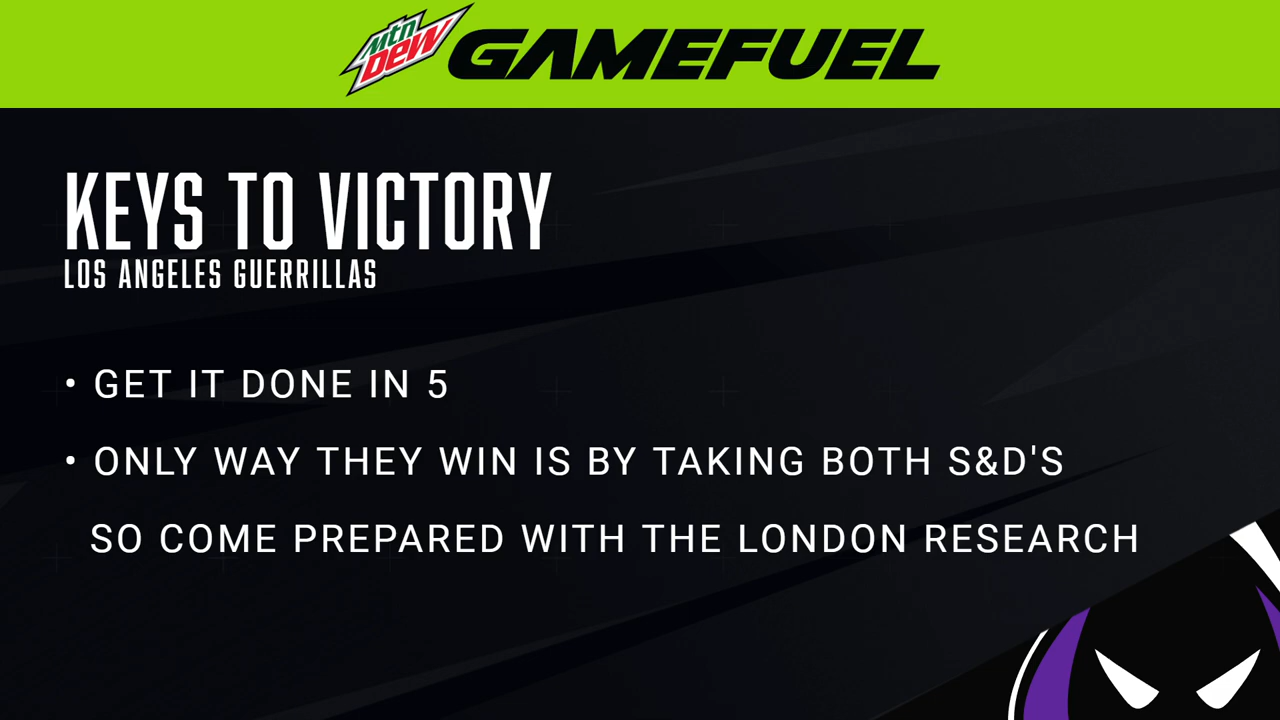 mtn DEW GAMEFUEL
KEYS TO VICTORY
LOS ANGELES GUERRILLAS
• GET IT DONE IN 5
• ONLY WAY THEY WIN IS BY TAKING BOTH S&D'S
SO COME PREPARED WITH THE LONDON RESEARCH